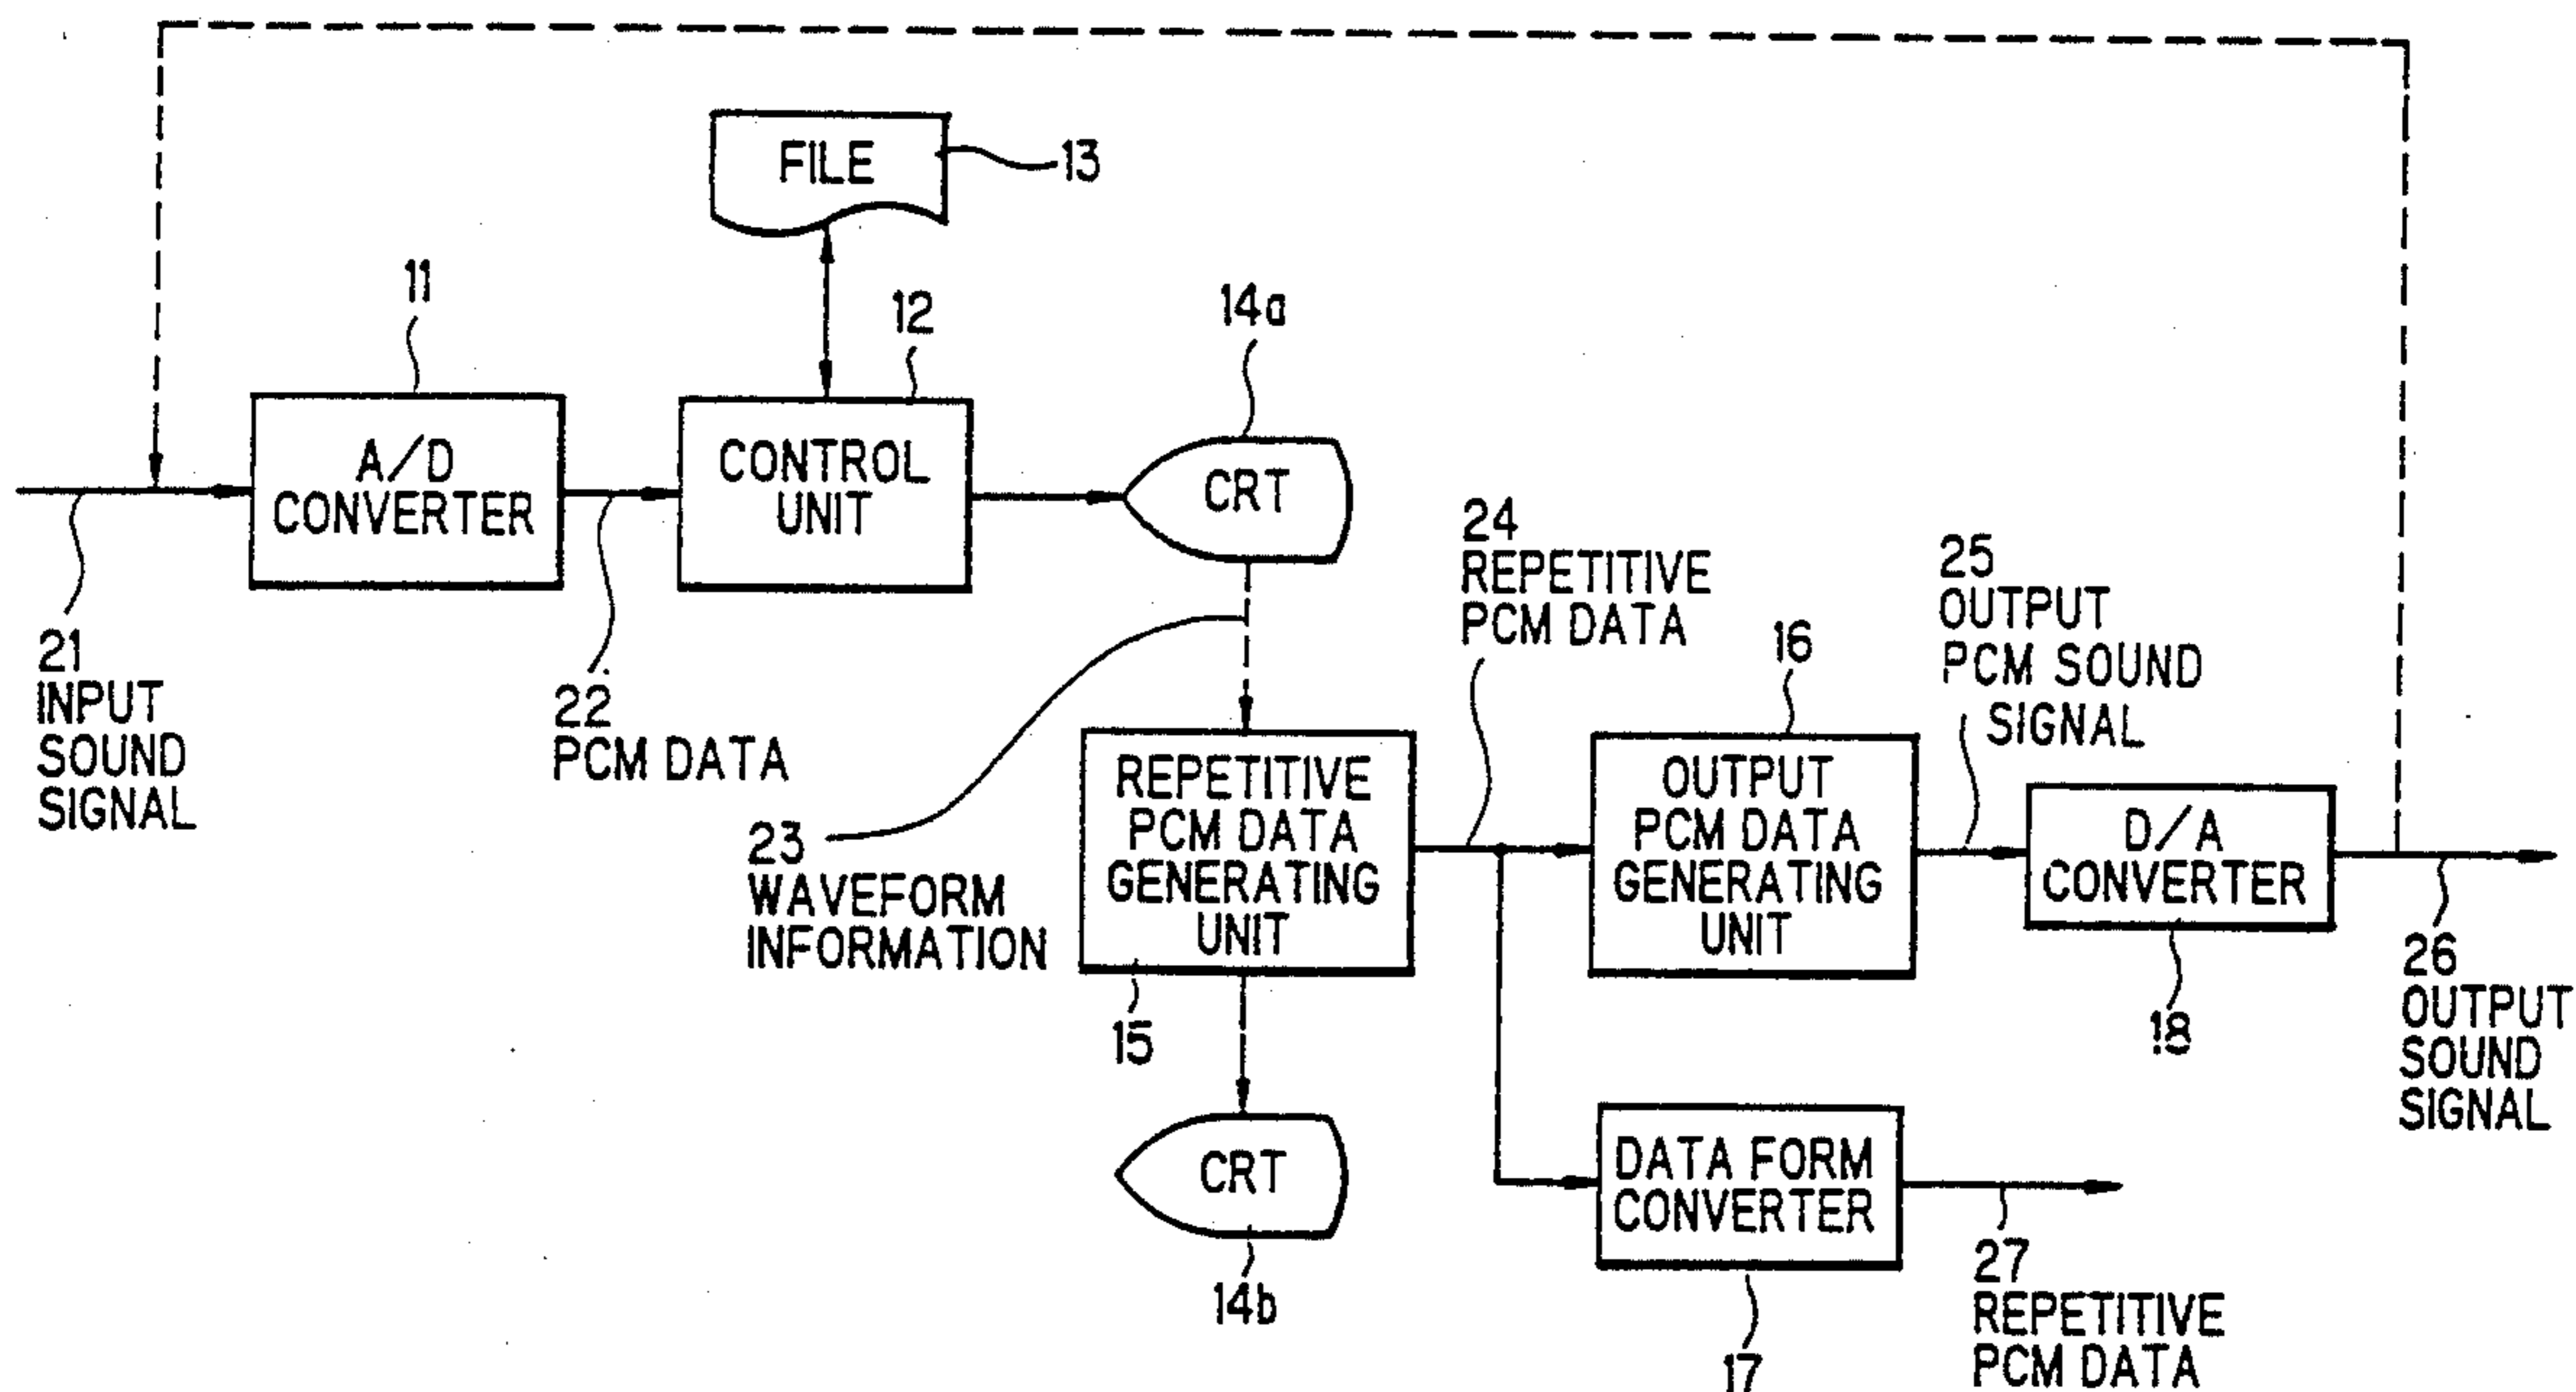 FILE
13
11
12
14a
A/D
CONVERTER
CONTROL
UNIT
CRT
21
INPUT
SOUND
SIGNAL
22
PCM DATA
23
WAVEFORM
INFORMATION
24
REPETITIVE
PCM DATA
25
OUTPUT
PCM SOUND
SIGNAL
16
REPETITIVE
PCM DATA
GENERATING
UNIT
15
OUTPUT
PCM DATA
GENERATING
UNIT
D/A
CONVERTER
18
26
OUTPUT
SOUND
SIGNAL
CRT
14b
DATA FORM
CONVERTER
17
27
REPETITIVE
PCM DATA